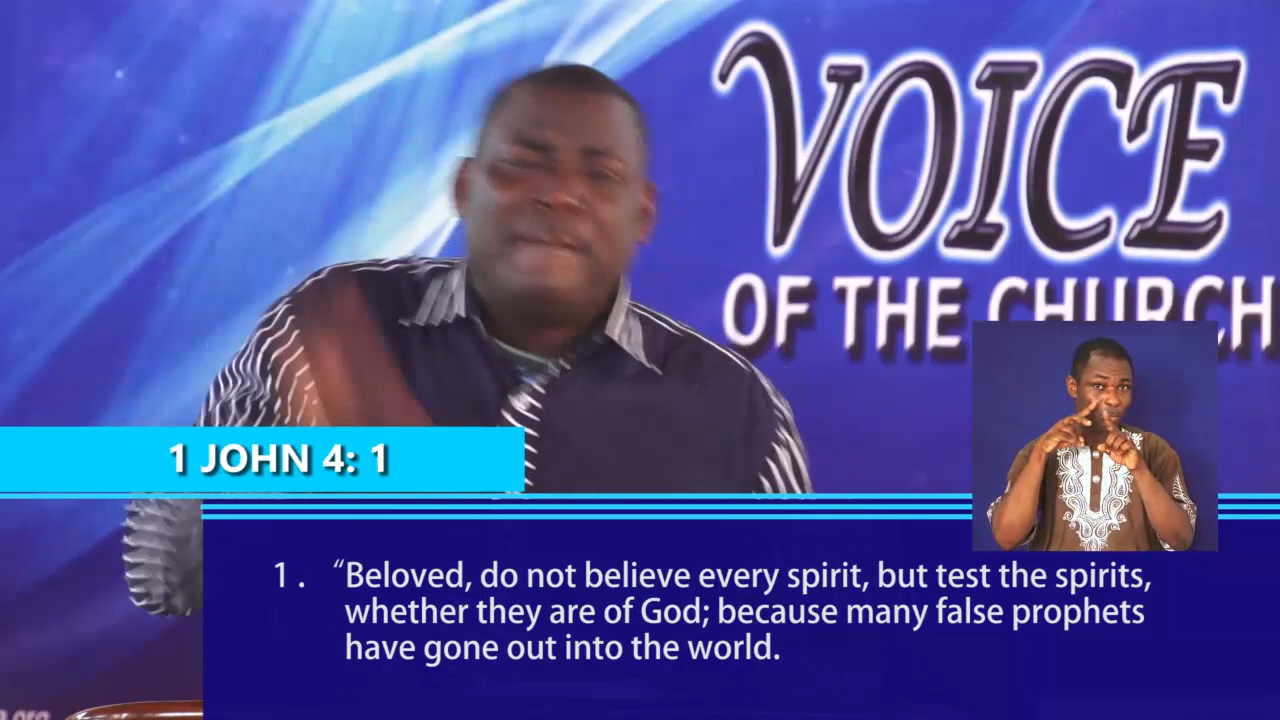 VOICE
OF THE CHURCH
1 JOHN 4: 1
1 . “Beloved, do not believe every spirit, but test the spirits,
whether they are of God; because many false prophets
have gone out into the world.